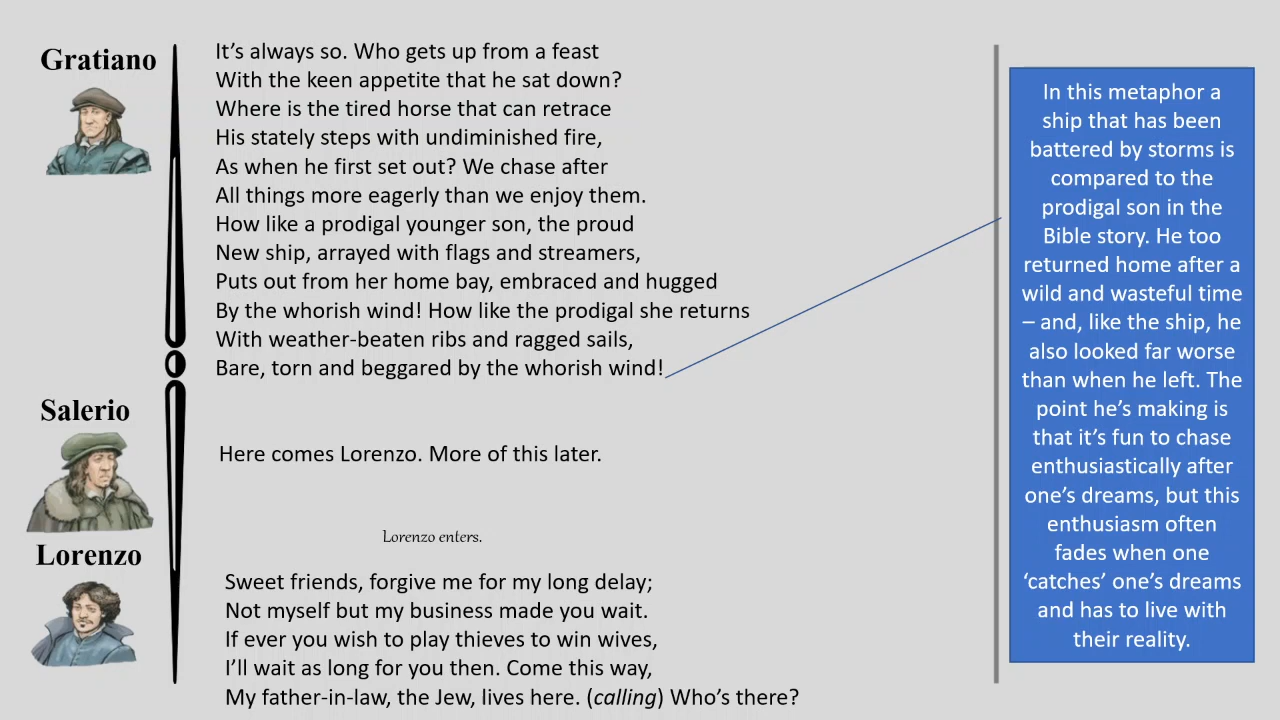 Gratiano
It’s always so. Who gets up from a feast
With the keen appetite that he sat down?
Where is the tired horse that can retrace
His stately steps with undiminished fire,
As when he first set out? We chase after
All things more eagerly than we enjoy them.
How like a prodigal younger son, the proud
New ship, arrayed with flags and streamers,
Puts out from her home bay, embraced and hugged
By the whorish wind! How like the prodigal she returns
With weather-beaten ribs and ragged sails,
Bare, torn and beggared by the whorish wind!
Salerio
Here comes Lorenzo. More of this later.
Lorenzo enters.
Lorenzo
Sweet friends, forgive me for my long delay;
Not myself but my business made you wait.
If ever you wish to play thieves to win wives,
I’ll wait as long for you then. Come this way,
My father-in-law, the Jew, lives here. (calling) Who’s there?
In this metaphor a
ship that has been
battered by storms is
compared to the
prodigal son in the
Bible story. He too
returned home after a
wild and wasteful time
– and, like the ship, he
also looked far worse
than when he left. The
point he’s making is
that it’s fun to chase
enthusiastically after
one’s dreams, but this
enthusiasm often
fades when one
‘catches’ one’s dreams
and has to live with
their reality.